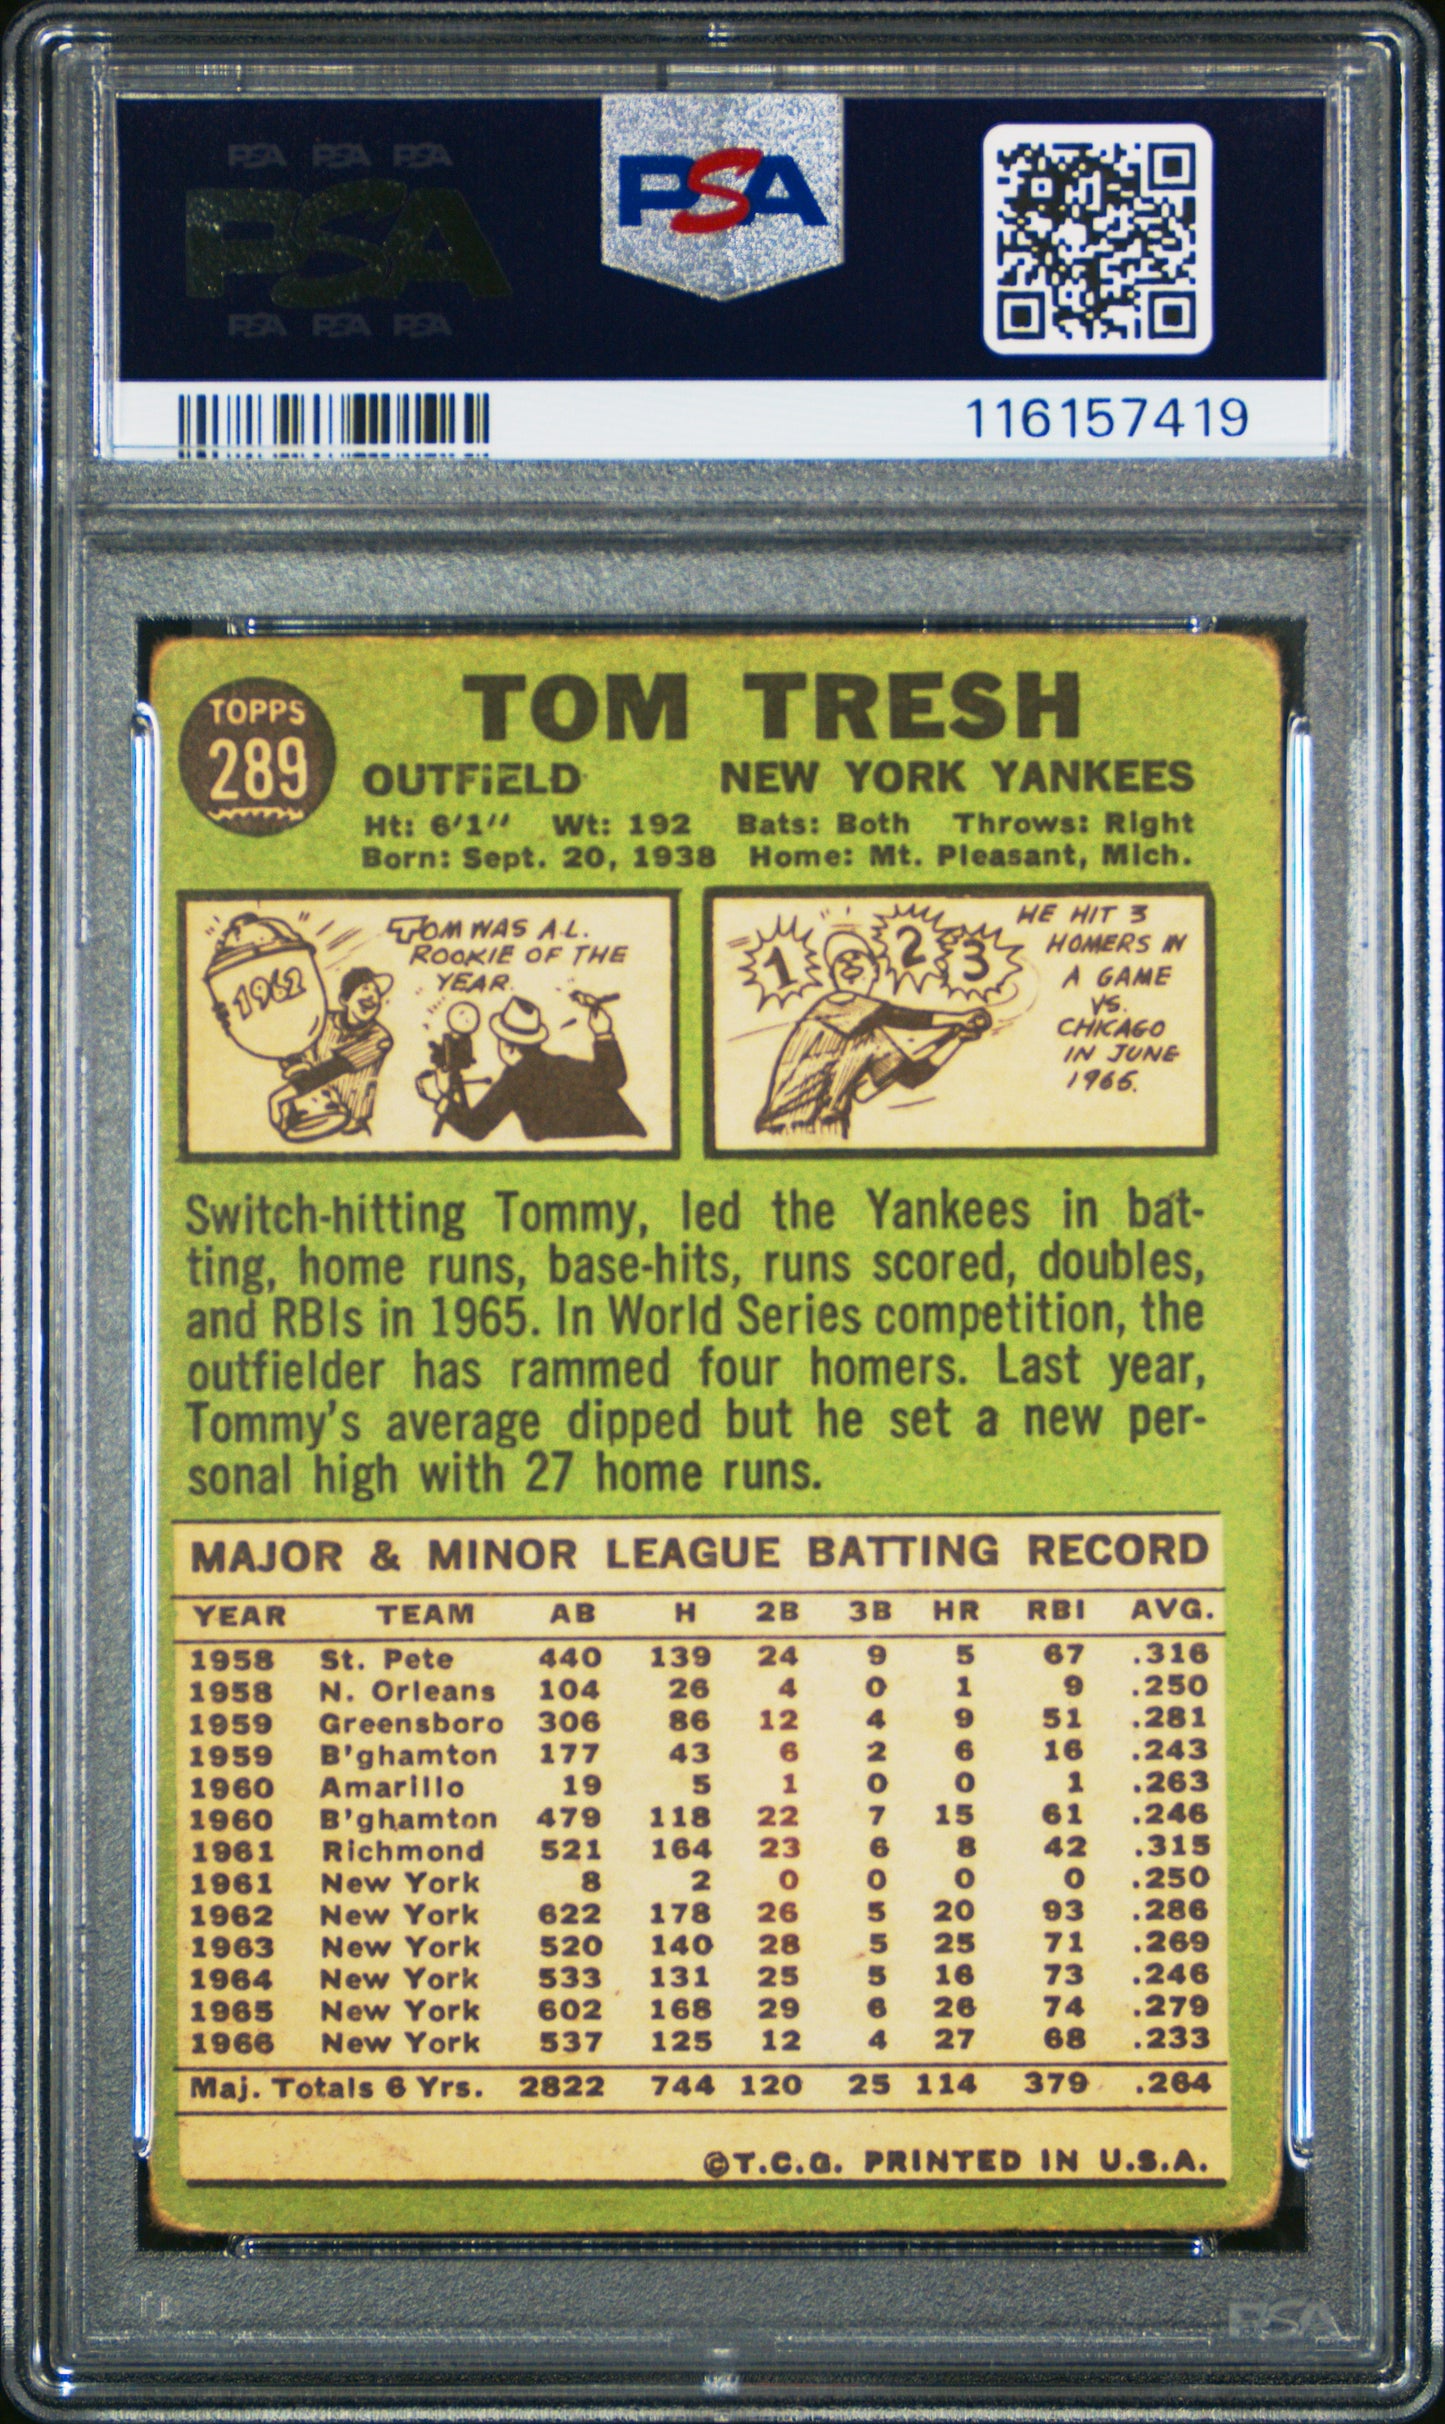 PSA PSA PSA
PSA
PSA PSA PSA
PSA
116157419
TOPPS
289
TOM TRESH
OUTFIELD NEW YORK YANKEES
Ht: 6'1" Wt: 192 Bats: Both Throws: Right
Born: Sept. 20, 1938 Home: Mt. Pleasant, Mich.
1962
TOM WAS A.L.
ROOKIE OF THE
YEAR.
1 2 3
HE HIT 3
HOMERS IN
A GAME
VS.
CHICAGO
IN JUNE
1966.
Switch-hitting Tommy, led the Yankees in bat-
ting, home runs, base-hits, runs scored, doubles,
and RBIs in 1965. In World Series competition, the
outfielder has rammed four homers. Last year,
Tommy's average dipped but he set a new per-
sonal high with 27 home runs.
MAJOR & MINOR LEAGUE BATTING RECORD
YEAR TEAM AB H 2B 3B HR RBI AVG.
1958 St. Pete 440 139 24 9 5 67 .316
1958 N. Orleans 104 26 4 0 1 9 .250
1959 Greensboro 306 86 12 4 9 51 .281
1959 B'ghamton 177 43 6 2 6 16 .243
1960 Amarillo 19 5 1 0 0 1 .263
1960 B'ghamton 479 118 22 7 15 61 .246
1961 Richmond 521 164 23 6 8 42 .315
1961 New York 8 2 0 0 0 0 .250
1962 New York 622 178 26 5 20 93 .286
1963 New York 520 140 28 5 25 71 .269
1964 New York 533 131 25 5 16 73 .246
1965 New York 602 168 29 6 26 74 .279
1966 New York 537 125 12 4 27 68 .233
Maj. Totals 6 Yrs. 2822 744 120 25 114 379 .264
©T.C.G. PRINTED IN U.S.A.
PSA